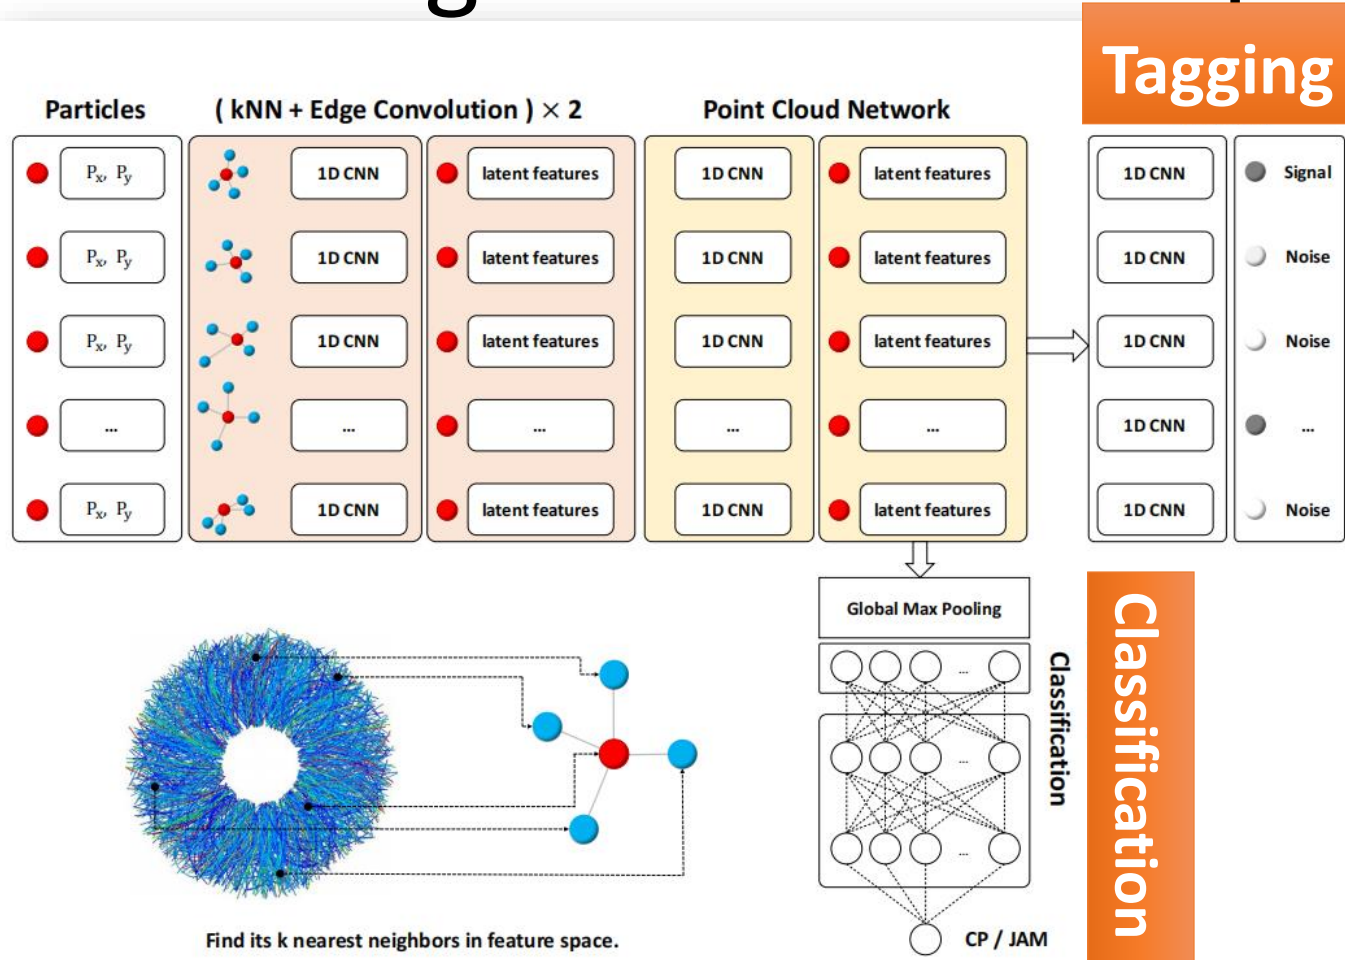 Tagging
Particles
( kNN + Edge Convolution ) × 2
Point Cloud Network
Px, Py 1D CNN latent features 1D CNN latent features 1D CNN Signal
Px, Py 1D CNN latent features 1D CNN latent features 1D CNN Noise
Px, Py 1D CNN latent features 1D CNN latent features 1D CNN Noise
... ... ... ... ... 1D CNN ...
Px, Py 1D CNN latent features 1D CNN latent features 1D CNN Noise
Global Max Pooling
...
...
...
Classification
Classification
CP / JAM
Find its k nearest neighbors in feature space.